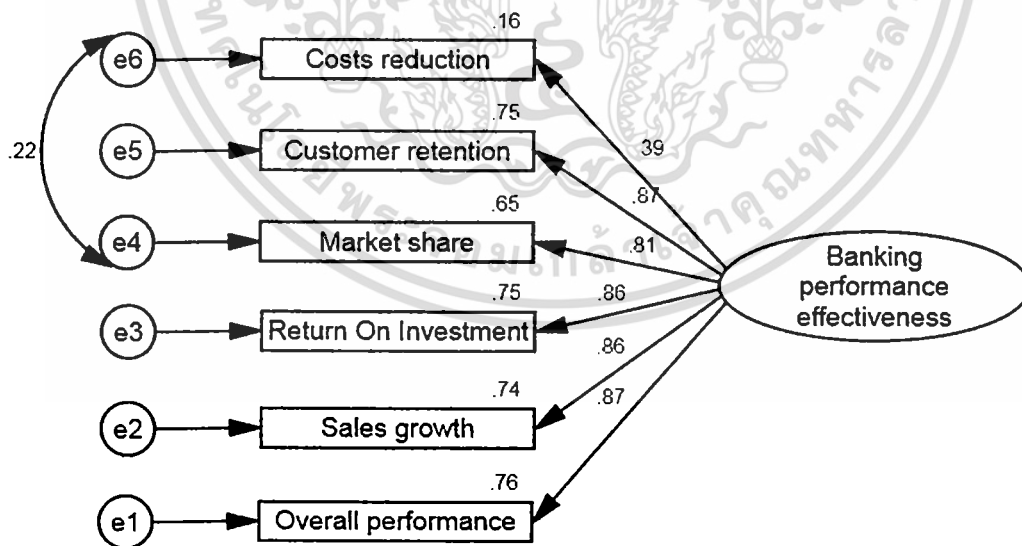 .16
e6
Costs reduction
.75
.39
.22
e5
Customer retention
.87
.65
e4
Market share
.81
Banking
performance
effectiveness
.75
.86
e3
Return On Investment
.86
.74
.87
e2
Sales growth
.76
e1
Overall performance